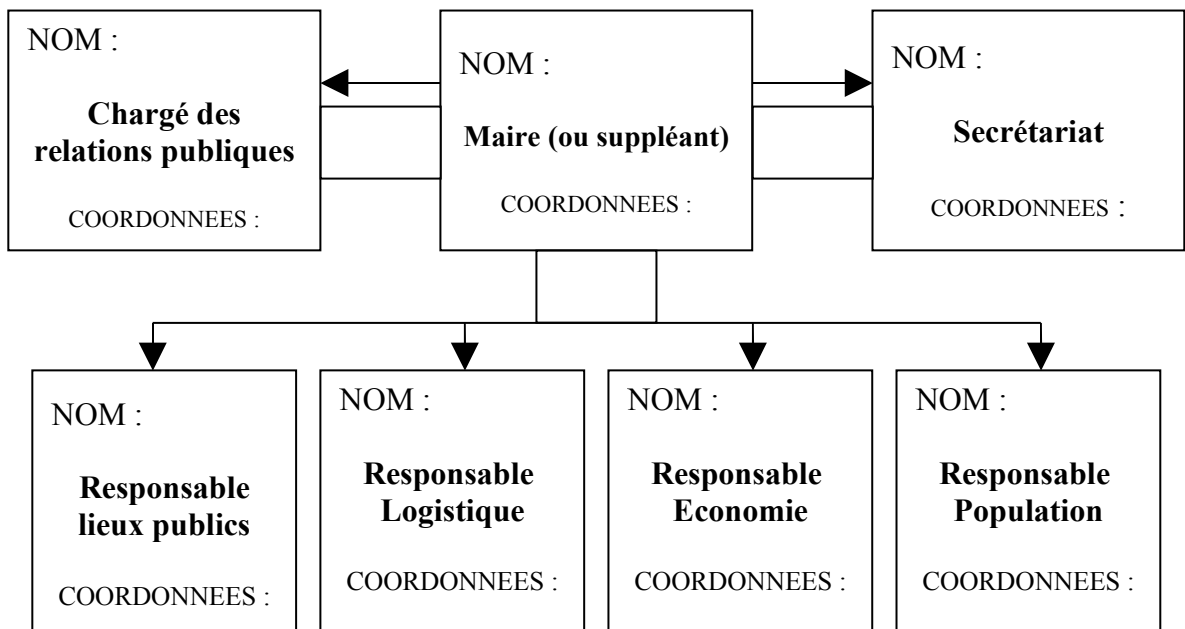 NOM :
Chargé des
relations publiques
COORDONNEES :
NOM :
Maire (ou suppléant)
COORDONNEES :
NOM :
Secrétariat
COORDONNEES :
NOM :
Responsable
lieux publics
COORDONNEES :
NOM :
Responsable
Logistique
COORDONNEES :
NOM :
Responsable
Economie
COORDONNEES :
NOM :
Responsable
Population
COORDONNEES :